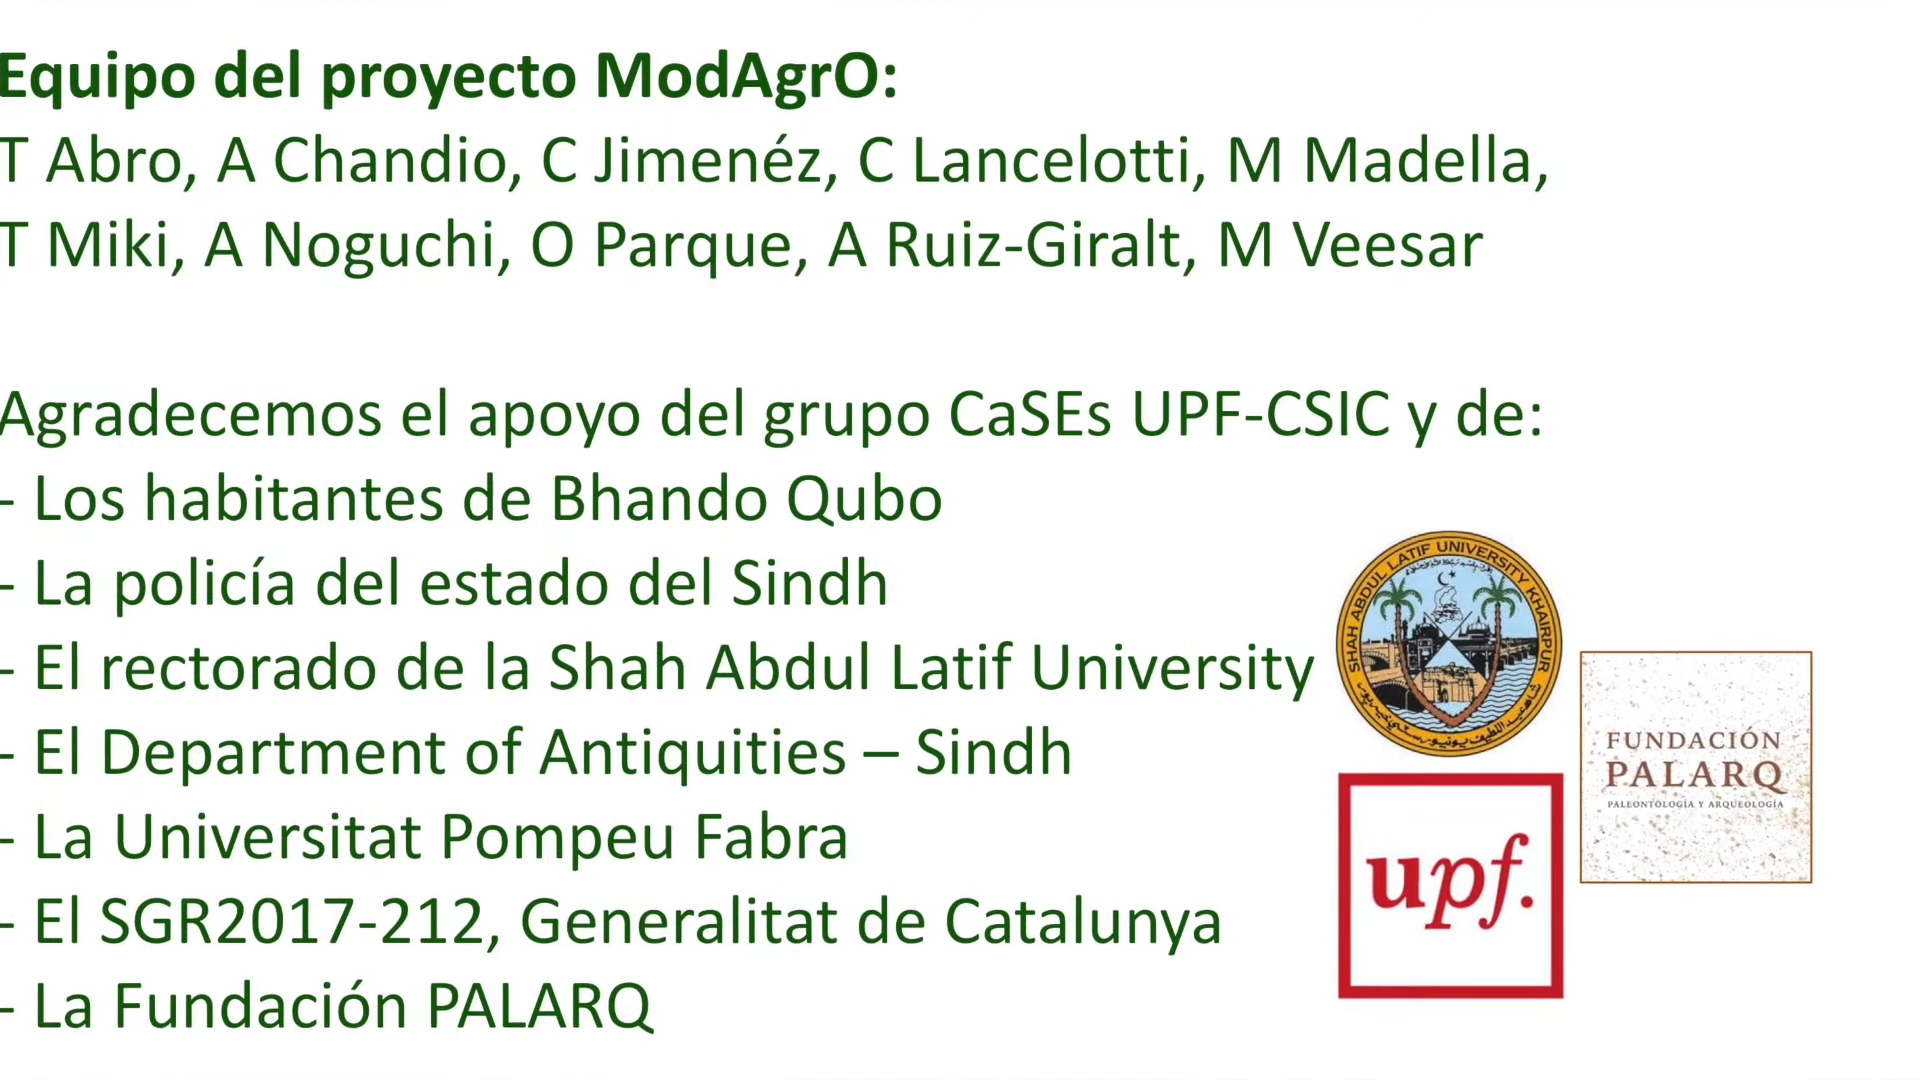 Equipo del proyecto ModAgrO:
T Abro, A Chandio, C Jimenéz, C Lancelotti, M Madella,
T Miki, A Noguchi, O Parque, A Ruiz-Giralt, M Veesar
Agradecemos el apoyo del grupo CaSEs UPF-CSIC y de:
- Los habitantes de Bhando Qubo
- La policía del estado del Sindh
- El rectorado de la Shah Abdul Latif University
- El Department of Antiquities – Sindh
- La Universitat Pompeu Fabra
- El SGR2017-212, Generalitat de Catalunya
- La Fundación PALARQ
SHAH ABDUL LATIF UNIVERSITY KHAIRPUR
FUNDACIÓN
PALARQ
PALEONTOLOGÍA Y ARQUEOLOGÍA
upf.